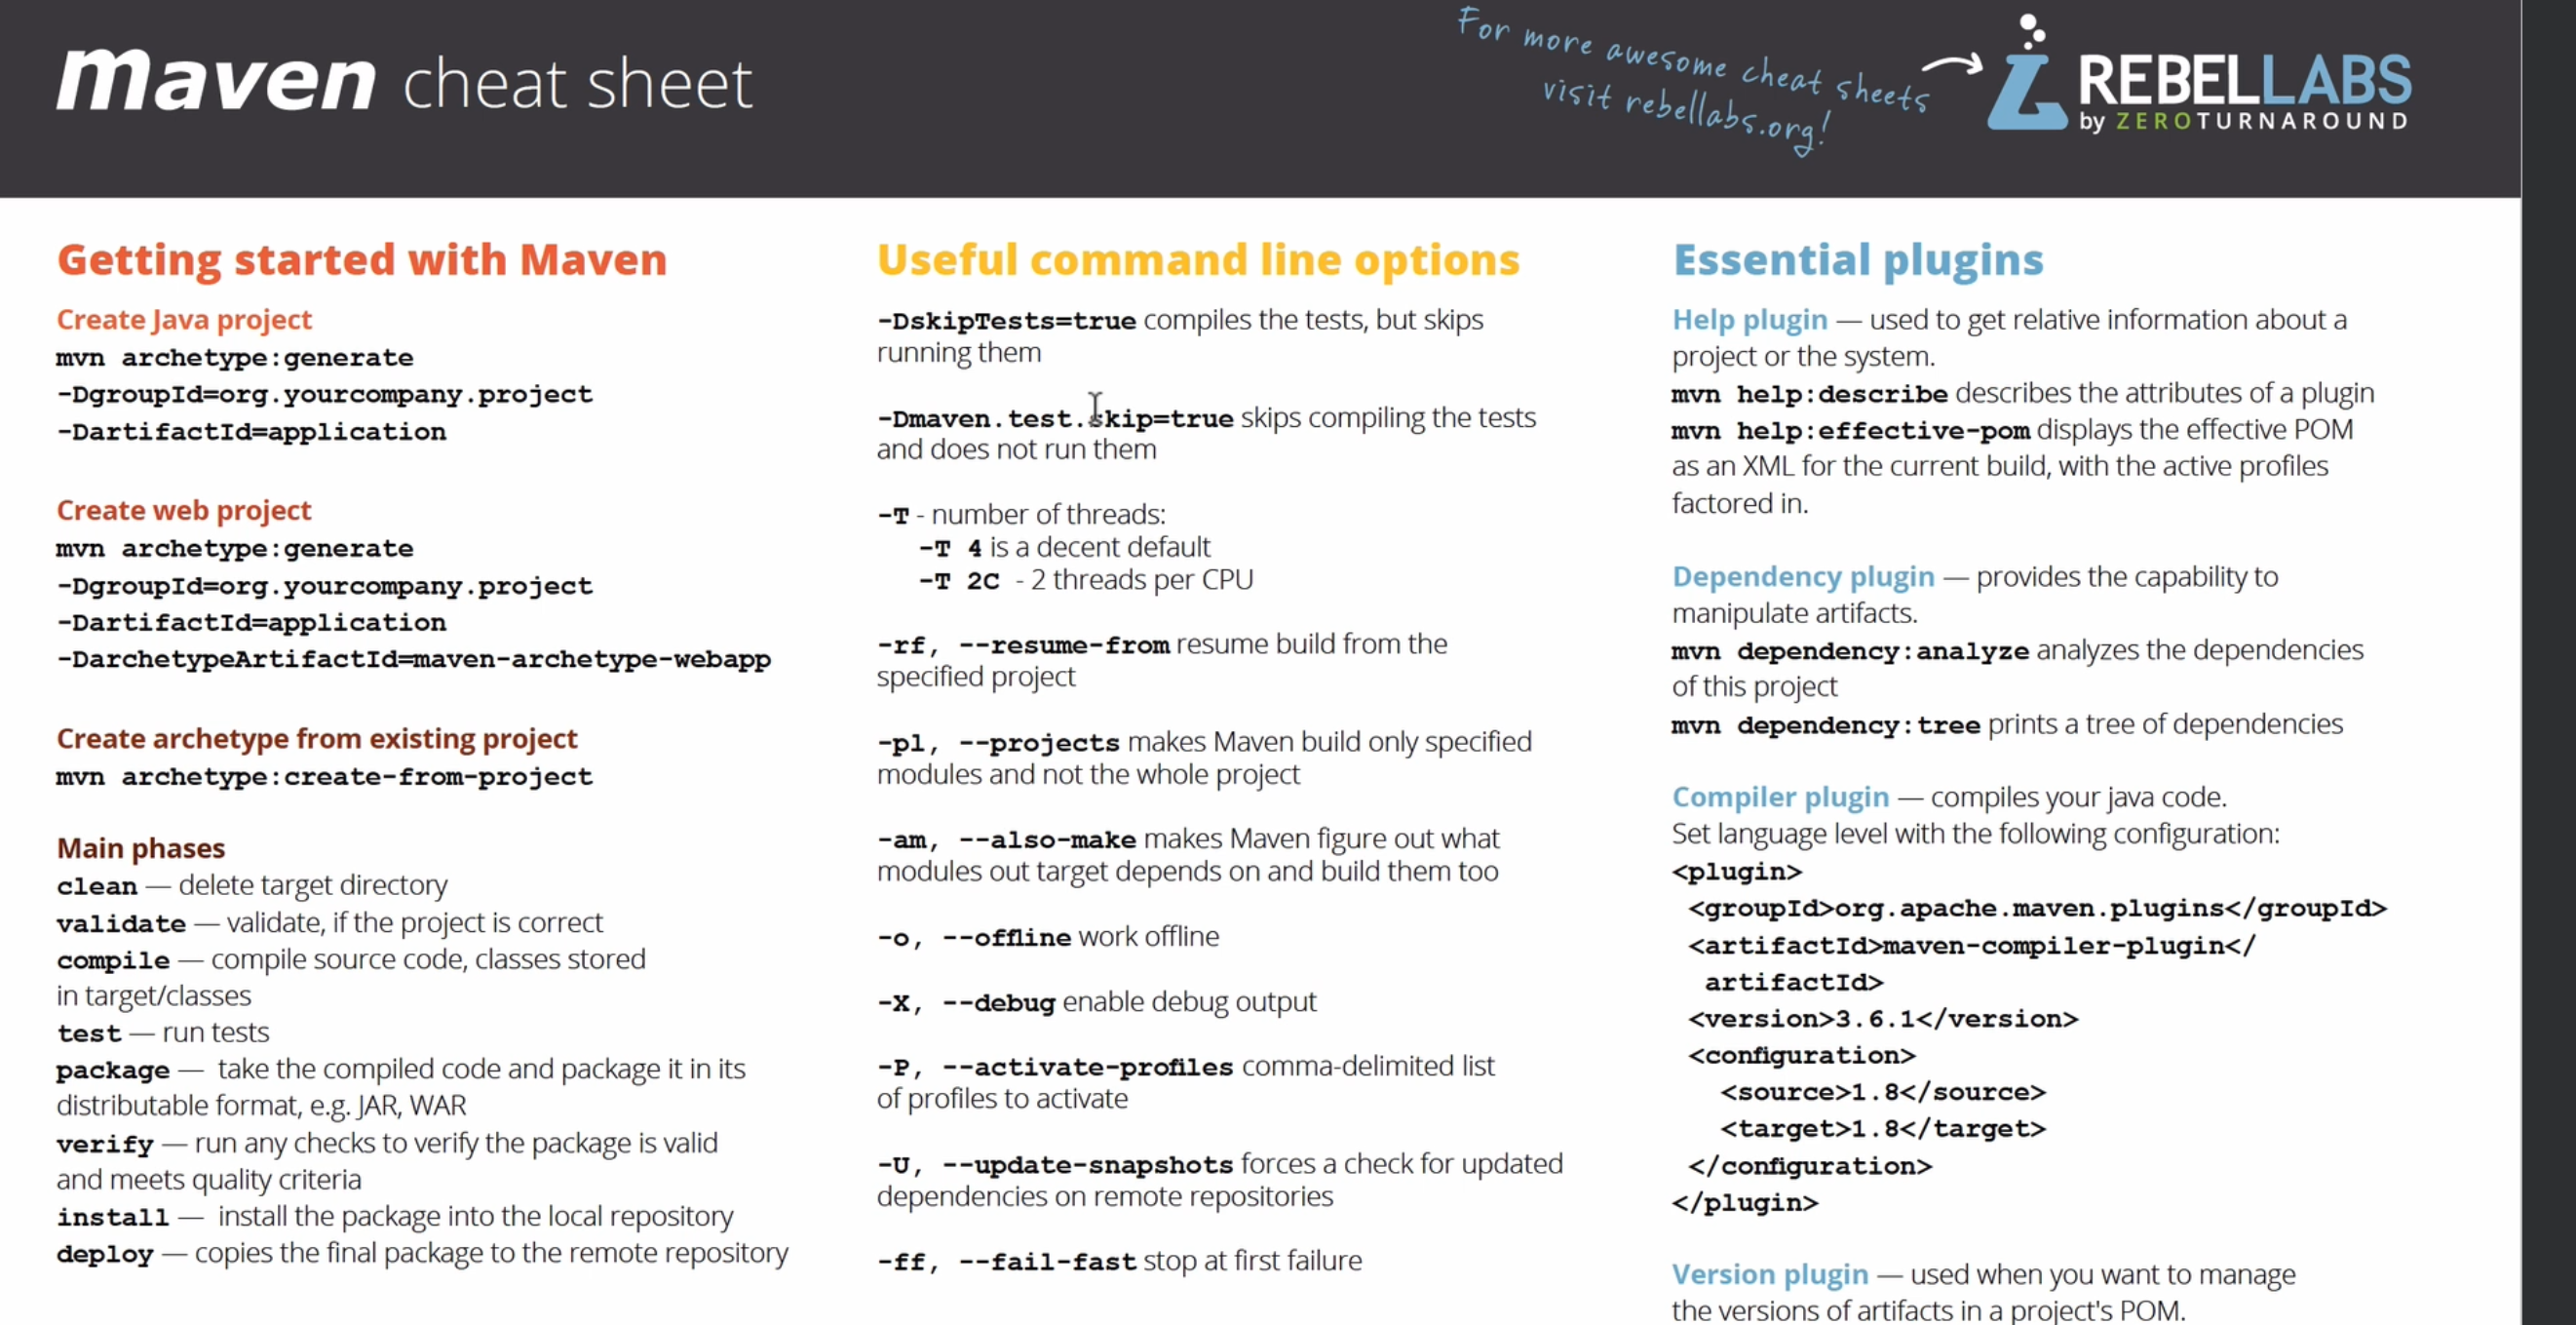 maven cheat sheet
For more awesome cheat sheets
visit rebellabs.org!
REBELLABS
by ZEROTURNAROUND
Getting started with Maven
Create Java project
mvn archetype:generate
-DgroupId=org.yourcompany.project
-DartifactId=application
Create web project
mvn archetype:generate
-DgroupId=org.yourcompany.project
-DartifactId=application
-DarchetypeArtifactId=maven-archetype-webapp
Create archetype from existing project
mvn archetype:create-from-project
Main phases
clean — delete target directory
validate — validate, if the project is correct
compile — compile source code, classes stored
in target/classes
test — run tests
package — take the compiled code and package it in its
distributable format, e.g. JAR, WAR
verify — run any checks to verify the package is valid
and meets quality criteria
install — install the package into the local repository
deploy — copies the final package to the remote repository
Useful command line options
-DskipTests=true compiles the tests, but skips
running them
-Dmaven.test.skip=true skips compiling the tests
and does not run them
-T - number of threads:
-T 4 is a decent default
-T 2C - 2 threads per CPU
-rf, --resume-from resume build from the
specified project
-pl, --projects makes Maven build only specified
modules and not the whole project
-am, --also-make makes Maven figure out what
modules out target depends on and build them too
-o, --offline work offline
-X, --debug enable debug output
-P, --activate-profiles comma-delimited list
of profiles to activate
-U, --update-snapshots forces a check for updated
dependencies on remote repositories
-ff, --fail-fast stop at first failure
Essential plugins
Help plugin — used to get relative information about a
project or the system.
mvn help:describe describes the attributes of a plugin
mvn help:effective-pom displays the effective POM
as an XML for the current build, with the active profiles
factored in.
Dependency plugin — provides the capability to
manipulate artifacts.
mvn dependency:analyze analyzes the dependencies
of this project
mvn dependency:tree prints a tree of dependencies
Compiler plugin — compiles your java code.
Set language level with the following configuration:
<plugin>
<groupId>org.apache.maven.plugins</groupId>
<artifactId>maven-compiler-plugin</
artifactId>
<version>3.6.1</version>
<configuration>
<source>1.8</source>
<target>1.8</target>
</configuration>
</plugin>
Version plugin — used when you want to manage
the versions of artifacts in a project's POM.